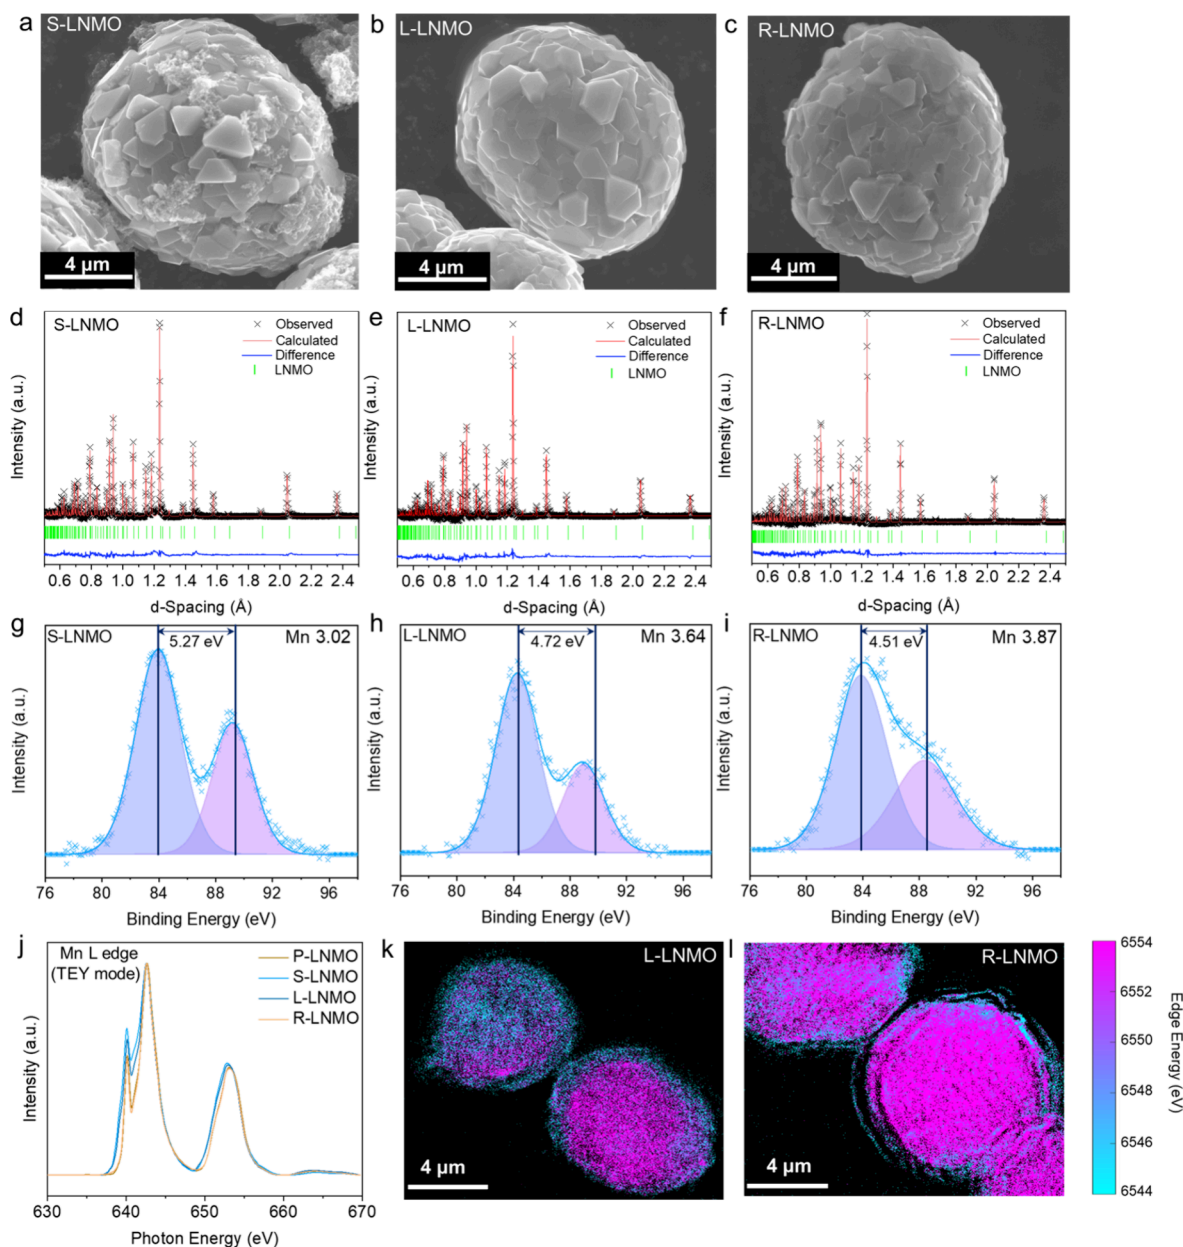 a S-LNMO
4 µm
b L-LNMO
4 µm
c R-LNMO
4 µm
d S-LNMO
Observed
Calculated
Difference
LNMO
Intensity (a.u.)
0.6 0.8 1.0 1.2 1.4 1.6 1.8 2.0 2.2 2.4
d-Spacing (Å)
e L-LNMO
Observed
Calculated
Difference
LNMO
Intensity (a.u.)
0.6 0.8 1.0 1.2 1.4 1.6 1.8 2.0 2.2 2.4
d-Spacing (Å)
f R-LNMO
Observed
Calculated
Difference
LNMO
Intensity (a.u.)
0.6 0.8 1.0 1.2 1.4 1.6 1.8 2.0 2.2 2.4
d-Spacing (Å)
g S-LNMO
5.27 eV
Mn 3.02
Intensity (a.u.)
76 80 84 88 92 96
Binding Energy (eV)
h L-LNMO
4.72 eV
Mn 3.64
Intensity (a.u.)
76 80 84 88 92 96
Binding Energy (eV)
i R-LNMO
4.51 eV
Mn 3.87
Intensity (a.u.)
76 80 84 88 92 96
Binding Energy (eV)
j Mn L edge
(TEY mode)
P-LNMO
S-LNMO
L-LNMO
R-LNMO
Intensity (a.u.)
630 640 650 660 670
Photon Energy (eV)
k L-LNMO
4 µm
l R-LNMO
4 µm
6554
6552
6550
6548
6546
6544
Edge Energy (eV)